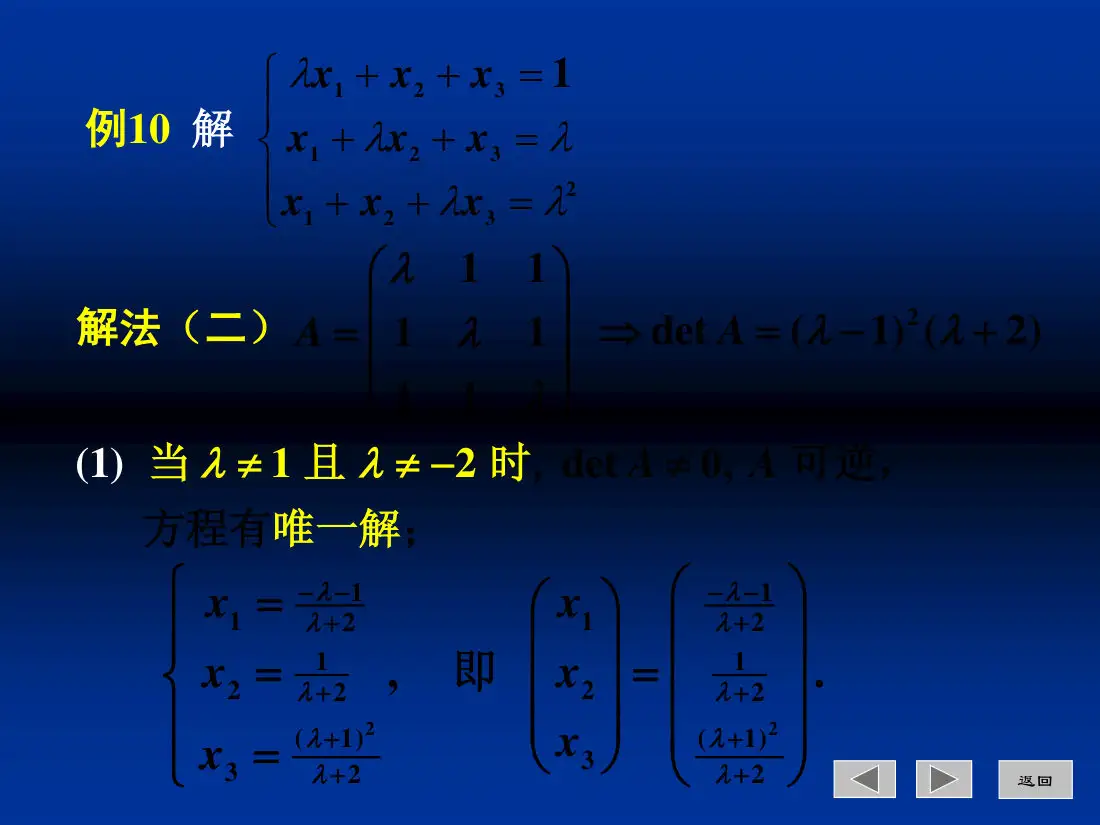 例10 解
λx₁ + x₂ + x₃ = 1
x₁ + λx₂ + x₃ = λ
x₁ + x₂ + λx₃ = λ²
解法（二） A = ( λ 1 1
1 λ 1
1 1 λ ) ⇒ det A = (λ − 1)² (λ + 2)
(1) 当 λ ≠ 1 且 λ ≠ −2 时, det A ≠ 0, A 可逆,
方程有唯一解;
x₁ = (−λ−1)/(λ+2)
x₂ = 1/(λ+2) ,
x₃ = (λ+1)²/(λ+2)
即
( x₁
x₂
x₃ ) = ( (−λ−1)/(λ+2)
1/(λ+2)
(λ+1)²/(λ+2) ) .
返回